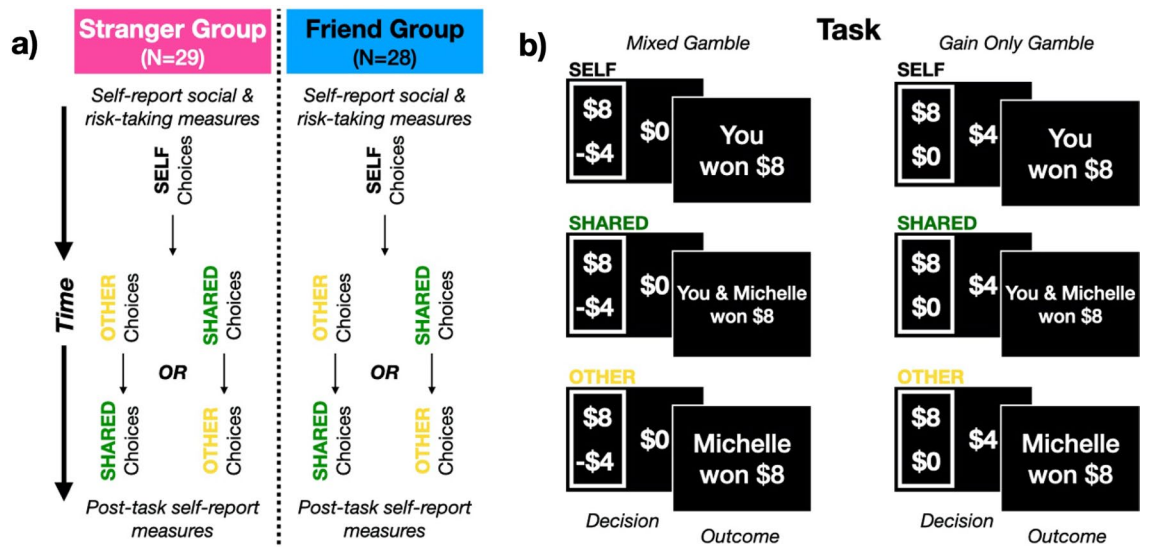 a)
Stranger Group
(N=29)
Friend Group
(N=28)
Self-report social &
risk-taking measures
Self-report social &
risk-taking measures
SELF
Choices
SELF
Choices
Time
OTHER
Choices
SHARED
Choices
OTHER
Choices
SHARED
Choices
OR
OR
SHARED
Choices
OTHER
Choices
SHARED
Choices
OTHER
Choices
Post-task self-report
measures
Post-task self-report
measures
b)
Task
Mixed Gamble
Gain Only Gamble
SELF
$8
-$4
$0
You
won $8
SELF
$8
$0
$4
You
won $8
SHARED
$8
-$4
$0
You & Michelle
won $8
SHARED
$8
$0
$4
You & Michelle
won $8
OTHER
$8
-$4
$0
Michelle
won $8
OTHER
$8
$0
$4
Michelle
won $8
Decision
Outcome
Decision
Outcome